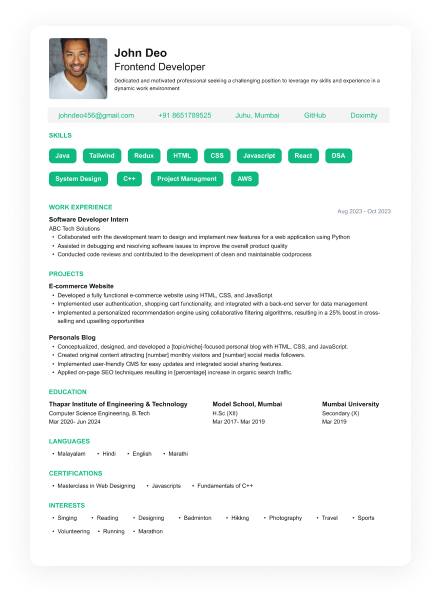 John Deo
Frontend Developer
Dedicated and motivated professional seeking a challenging position to leverage my skills and experience in a
dynamic work environment
johndeo456@gmail.com +91 8651789525 Juhu, Mumbai GitHub Doximity
SKILLS
Java Tailwind Redux HTML CSS Javascript React DSA
System Design C++ Project Managment AWS
WORK EXPERIENCE
Aug 2023 - Oct 2023
Software Developer Intern
ABC Tech Solutions
• Collaborated with the development team to design and implement new features for a web application using Python
• Assisted in debugging and resolving software issues to improve the overall product quality
• Conducted code reviews and contributed to the development of clean and maintainable codprocess
PROJECTS
E-commerce Website
• Developed a fully functional e-commerce website using HTML, CSS, and JavaScript
• Implemented user authentication, shopping cart functionality, and integrated with a back-end server for data management
• Implemented a personalized recommendation engine using collaborative filtering algorithms, resulting in a 25% boost in cross-
selling and upselling opportunities
Personals Blog
• Conceptualized, designed, and developed a [topic/niche]-focused personal blog with HTML, CSS, and JavaScript.
• Created original content attracting [number] monthly visitors and [number] social media followers.
• Implemented user-friendly CMS for easy updates and integrated social sharing features.
• Applied on-page SEO techniques resulting in [percentage] increase in organic search traffic.
EDUCATION
Thapar Institute of Engineering & Technology Model School, Mumbai Mumbai University
Computer Science Engineering, B.Tech H.Sc (XII) Secondary (X)
Mar 2020- Jun 2024 Mar 2017- Mar 2019 Mar 2019
LANGUAGES
• Malayalam • Hindi • English • Marathi
CERTIFICATIONS
• Masterclass in Web Designing • Javascripts • Fundamentals of C++
INTERESTS
• Singing • Reading • Designing • Badminton • Hikkng • Photography • Travel • Sports
• Volunteering • Running • Marathon